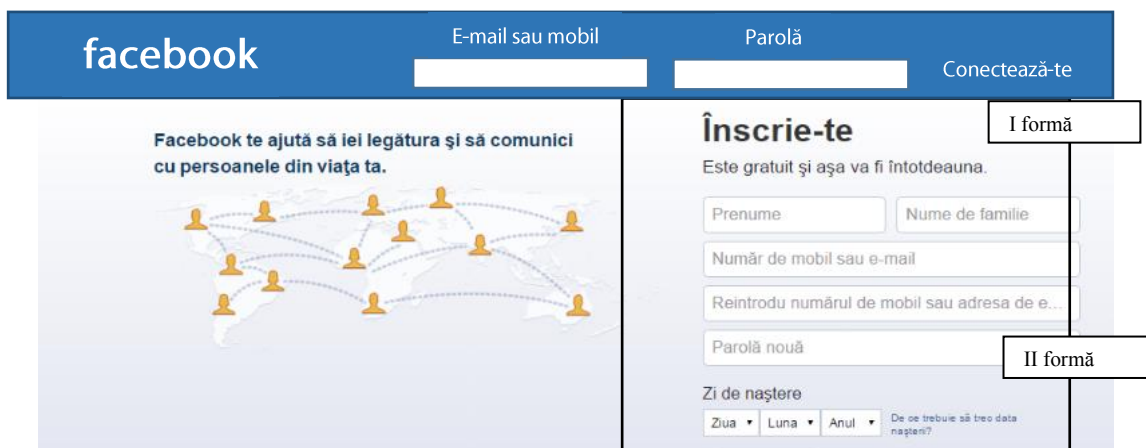 facebook
E-mail sau mobil
Parolă
Conectează-te
Facebook te ajută să iei legătura şi să comunici
cu persoanele din viaţa ta.
Înscrie-te
Este gratuit şi aşa va fi întotdeauna.
I formă
Prenume
Nume de familie
Număr de mobil sau e-mail
Reintrodu numărul de mobil sau adresa de e...
Parolă nouă
II formă
Zi de naştere
Ziua
Luna
Anul
De ce trebuie să trec data
naşterii?